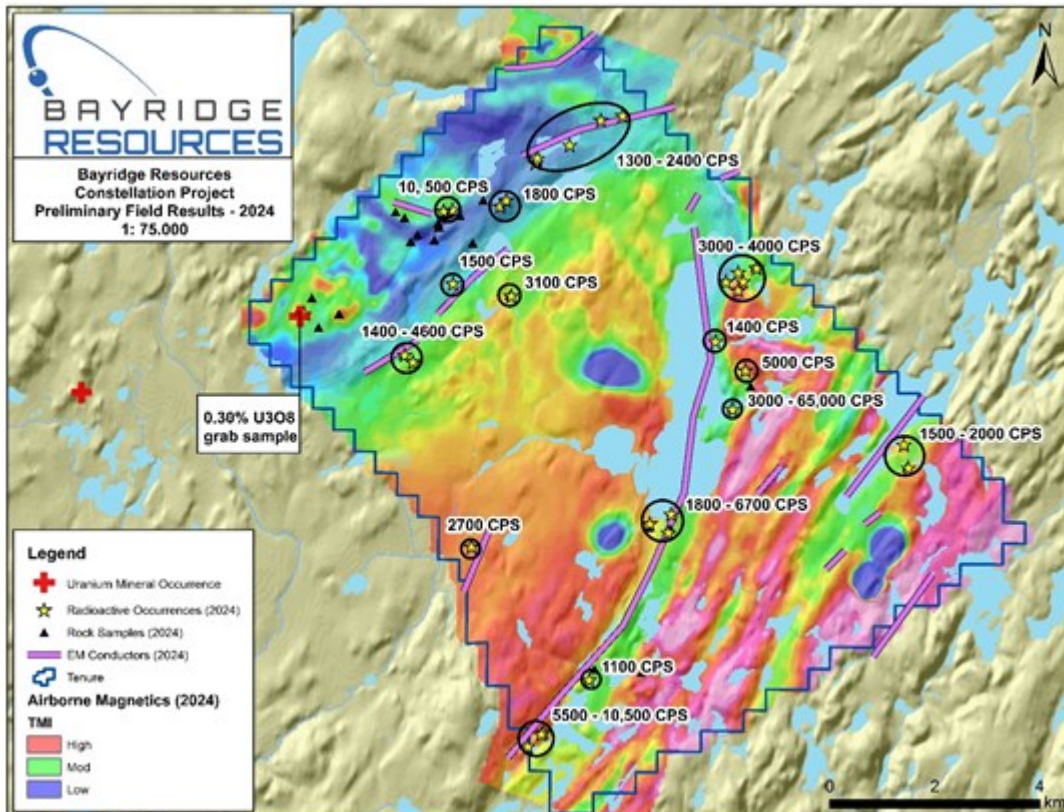 BAYRIDGE
RESOURCES
Bayridge Resources
Constellation Project
Preliminary Field Results - 2024
1: 75.000
N
1300 - 2400 CPS
10, 500 CPS
1800 CPS
3000 - 4000 CPS
1500 CPS
3100 CPS
1400 - 4600 CPS
1400 CPS
5000 CPS
3000 - 65,000 CPS
0.30% U3O8
grab sample
1500 - 2000 CPS
1800 - 6700 CPS
2700 CPS
1100 CPS
5500 - 10,500 CPS
Legend
Uranium Mineral Occurrence
Radioactive Occurrences (2024)
Rock Samples (2024)
EM Conductors (2024)
Tenure
Airborne Magnetics (2024)
TMI
High
Mod
Low
0 2 4
km